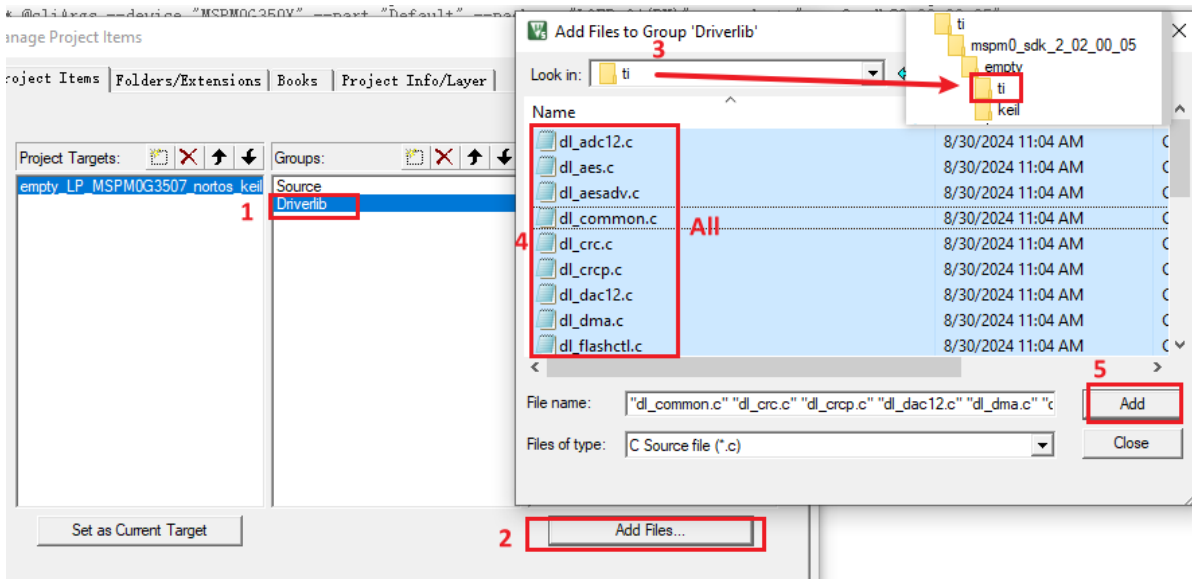 * @cliArgs --device "MSPM0G350X" --part "Default"
anage Project Items
roject Items Folders/Extensions Books Project Info/Layer
Project Targets: Groups:
empty_LP_MSPM0G3507_nortos_keil
Source
1
Driverlib
Set as Current Target
2
Add Files...
Add Files to Group 'Driverlib'
3
Look in: ti
ti
mspm0_sdk_2_02_00_05
empty
ti
keil
Name
dl_adc12.c 8/30/2024 11:04 AM C
dl_aes.c 8/30/2024 11:04 AM C
dl_aesadv.c 8/30/2024 11:04 AM C
dl_common.c 8/30/2024 11:04 AM C
All
4
dl_crc.c 8/30/2024 11:04 AM C
dl_crcp.c 8/30/2024 11:04 AM C
dl_dac12.c 8/30/2024 11:04 AM C
dl_dma.c 8/30/2024 11:04 AM C
dl_flashctl.c 8/30/2024 11:04 AM C
5
File name: "dl_common.c" "dl_crc.c" "dl_crcp.c" "dl_dac12.c" "dl_dma.c" "c
Add
Files of type: C Source file (*.c)
Close